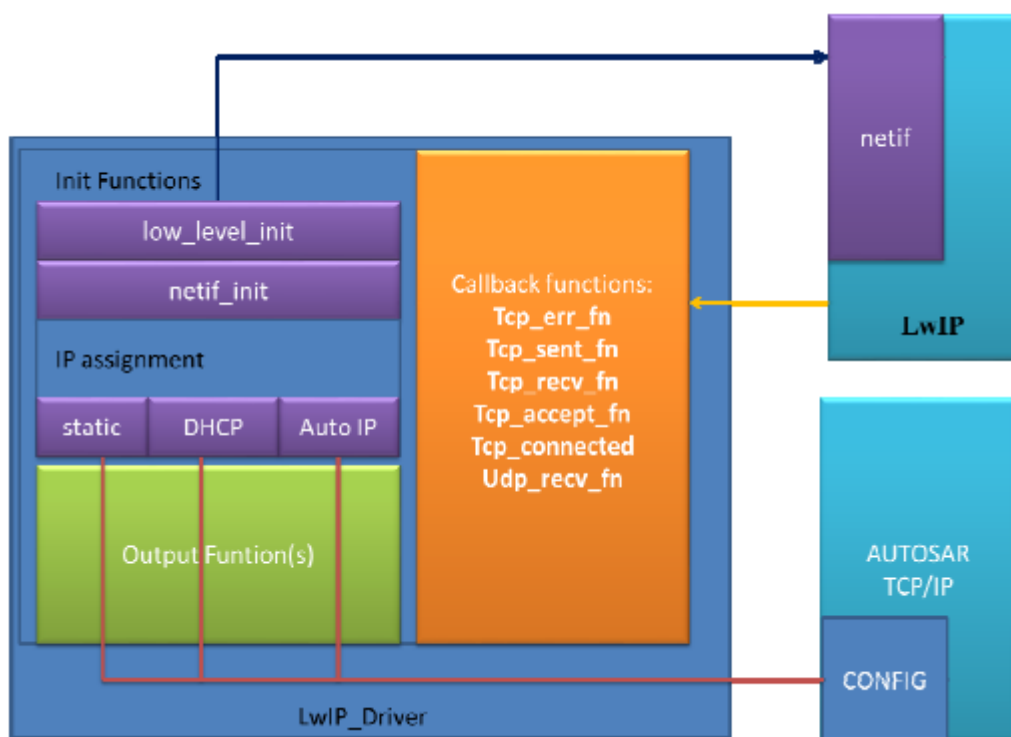 netif
LwIP
Init Functions
low_level_init
netif_init
IP assignment
static
DHCP
Auto IP
Output Funtion(s)
Callback functions:
Tcp_err_fn
Tcp_sent_fn
Tcp_recv_fn
Tcp_accept_fn
Tcp_connected
Udp_recv_fn
AUTOSAR
TCP/IP
CONFIG
LwIP_Driver